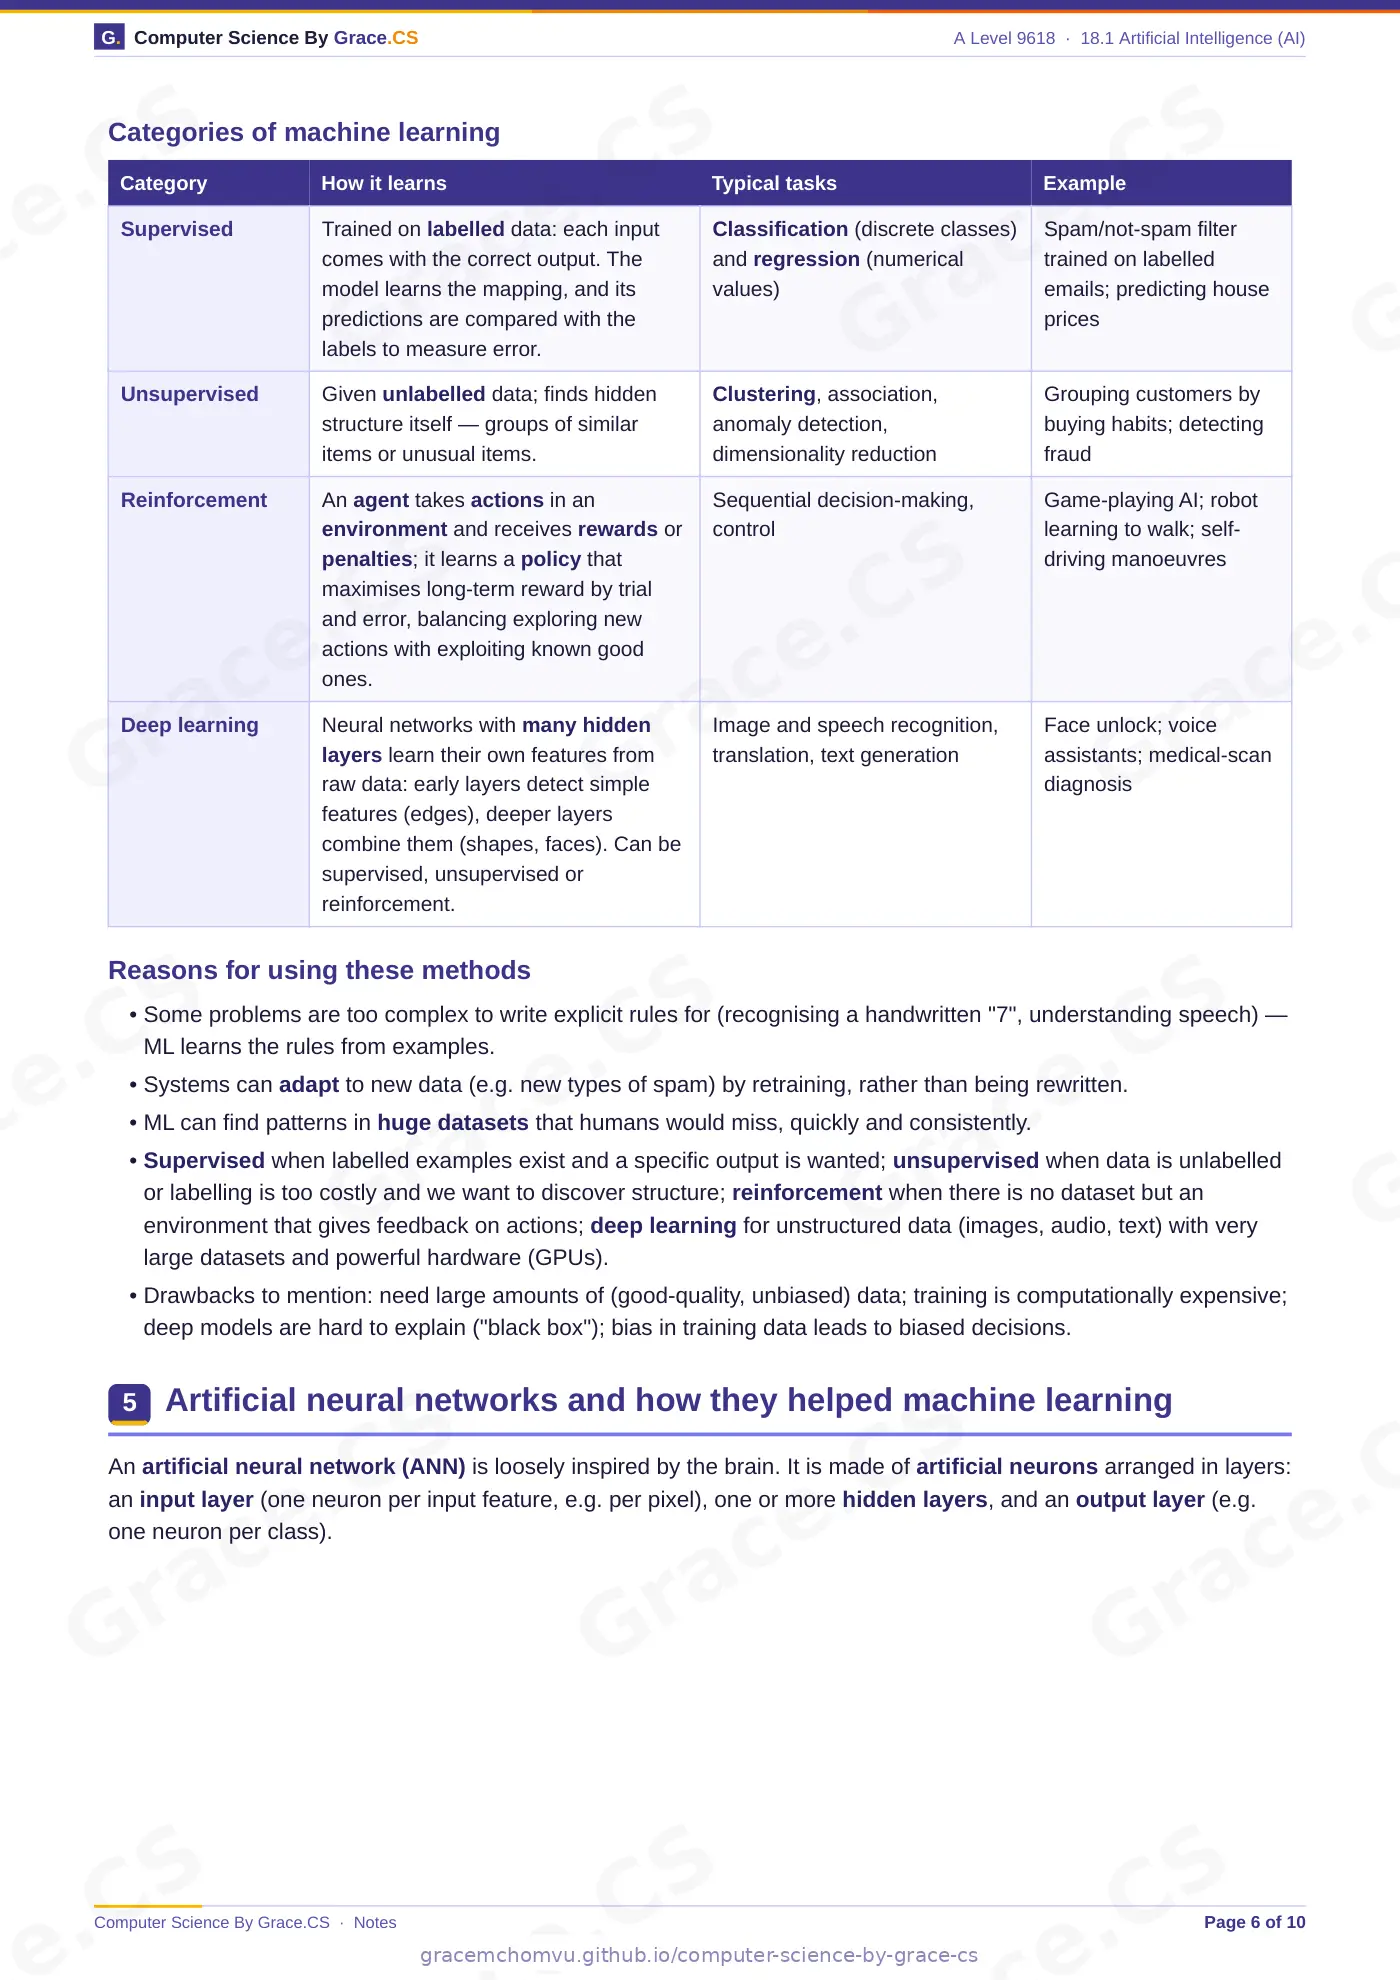 G. Computer Science By Grace.CS
A Level 9618 · 18.1 Artificial Intelligence (AI)
Categories of machine learning
Category How it learns Typical tasks Example
Supervised
Trained on labelled data: each input
comes with the correct output. The
model learns the mapping, and its
predictions are compared with the
labels to measure error.
Classification (discrete classes)
and regression (numerical
values)
Spam/not-spam filter
trained on labelled
emails; predicting house
prices
Unsupervised
Given unlabelled data; finds hidden
structure itself — groups of similar
items or unusual items.
Clustering, association,
anomaly detection,
dimensionality reduction
Grouping customers by
buying habits; detecting
fraud
Reinforcement
An agent takes actions in an
environment and receives rewards or
penalties; it learns a policy that
maximises long-term reward by trial
and error, balancing exploring new
actions with exploiting known good
ones.
Sequential decision-making,
control
Game-playing AI; robot
learning to walk; self-
driving manoeuvres
Deep learning
Neural networks with many hidden
layers learn their own features from
raw data: early layers detect simple
features (edges), deeper layers
combine them (shapes, faces). Can be
supervised, unsupervised or
reinforcement.
Image and speech recognition,
translation, text generation
Face unlock; voice
assistants; medical-scan
diagnosis
Reasons for using these methods
• Some problems are too complex to write explicit rules for (recognising a handwritten "7", understanding speech) —
ML learns the rules from examples.
• Systems can adapt to new data (e.g. new types of spam) by retraining, rather than being rewritten.
• ML can find patterns in huge datasets that humans would miss, quickly and consistently.
• Supervised when labelled examples exist and a specific output is wanted; unsupervised when data is unlabelled
or labelling is too costly and we want to discover structure; reinforcement when there is no dataset but an
environment that gives feedback on actions; deep learning for unstructured data (images, audio, text) with very
large datasets and powerful hardware (GPUs).
• Drawbacks to mention: need large amounts of (good-quality, unbiased) data; training is computationally expensive;
deep models are hard to explain ("black box"); bias in training data leads to biased decisions.
5 Artificial neural networks and how they helped machine learning
An artificial neural network (ANN) is loosely inspired by the brain. It is made of artificial neurons arranged in layers:
an input layer (one neuron per input feature, e.g. per pixel), one or more hidden layers, and an output layer (e.g.
one neuron per class).
Computer Science By Grace.CS · Notes
Page 6 of 10
gracemchomvu.github.io/computer-science-by-grace-cs